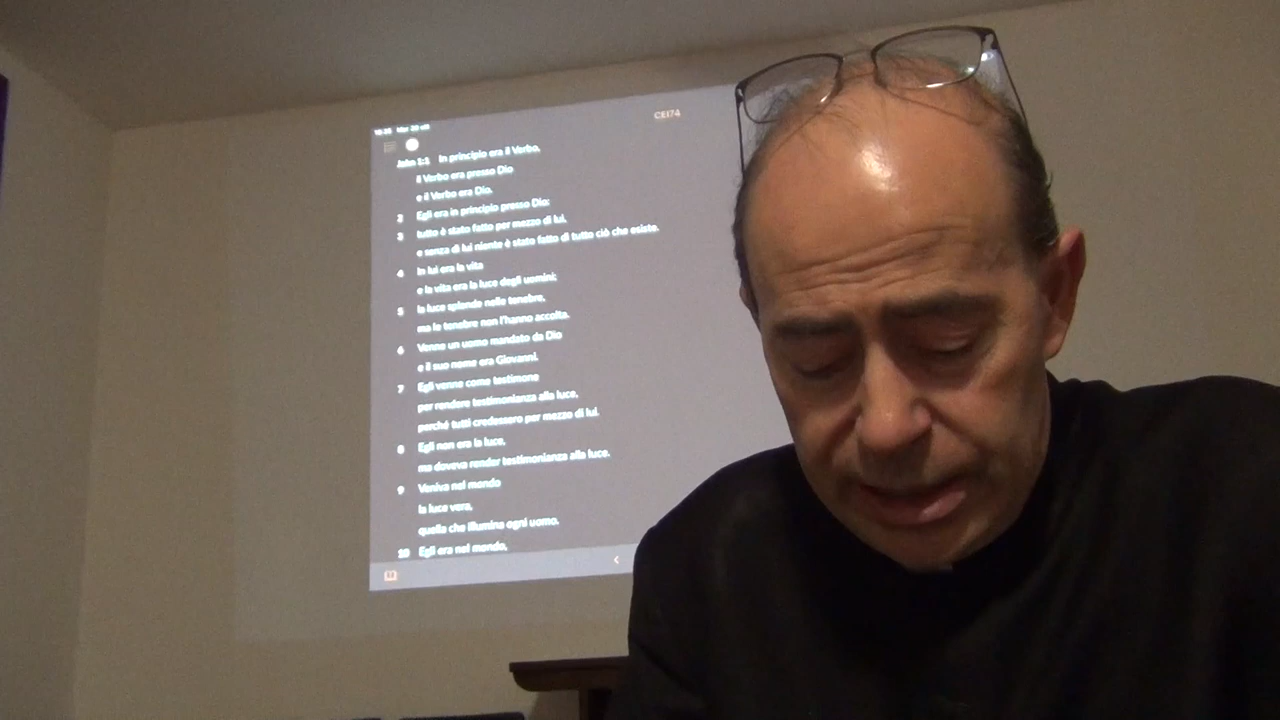 CEI74
John 1:1 In principio era il Verbo,
il Verbo era presso Dio
e il Verbo era Dio.
2 Egli era in principio presso Dio:
3 tutto è stato fatto per mezzo di lui,
e senza di lui niente è stato fatto di tutto ciò che esiste.
4 In lui era la vita
e la vita era la luce degli uomini;
5 la luce splende nelle tenebre,
ma le tenebre non l'hanno accolta.
6 Venne un uomo mandato da Dio
e il suo nome era Giovanni.
7 Egli venne come testimone
per rendere testimonianza alla luce,
perché tutti credessero per mezzo di lui.
8 Egli non era la luce,
ma doveva render testimonianza alla luce.
9 Veniva nel mondo
la luce vera,
quella che illumina ogni uomo.
10 Egli era nel mondo,